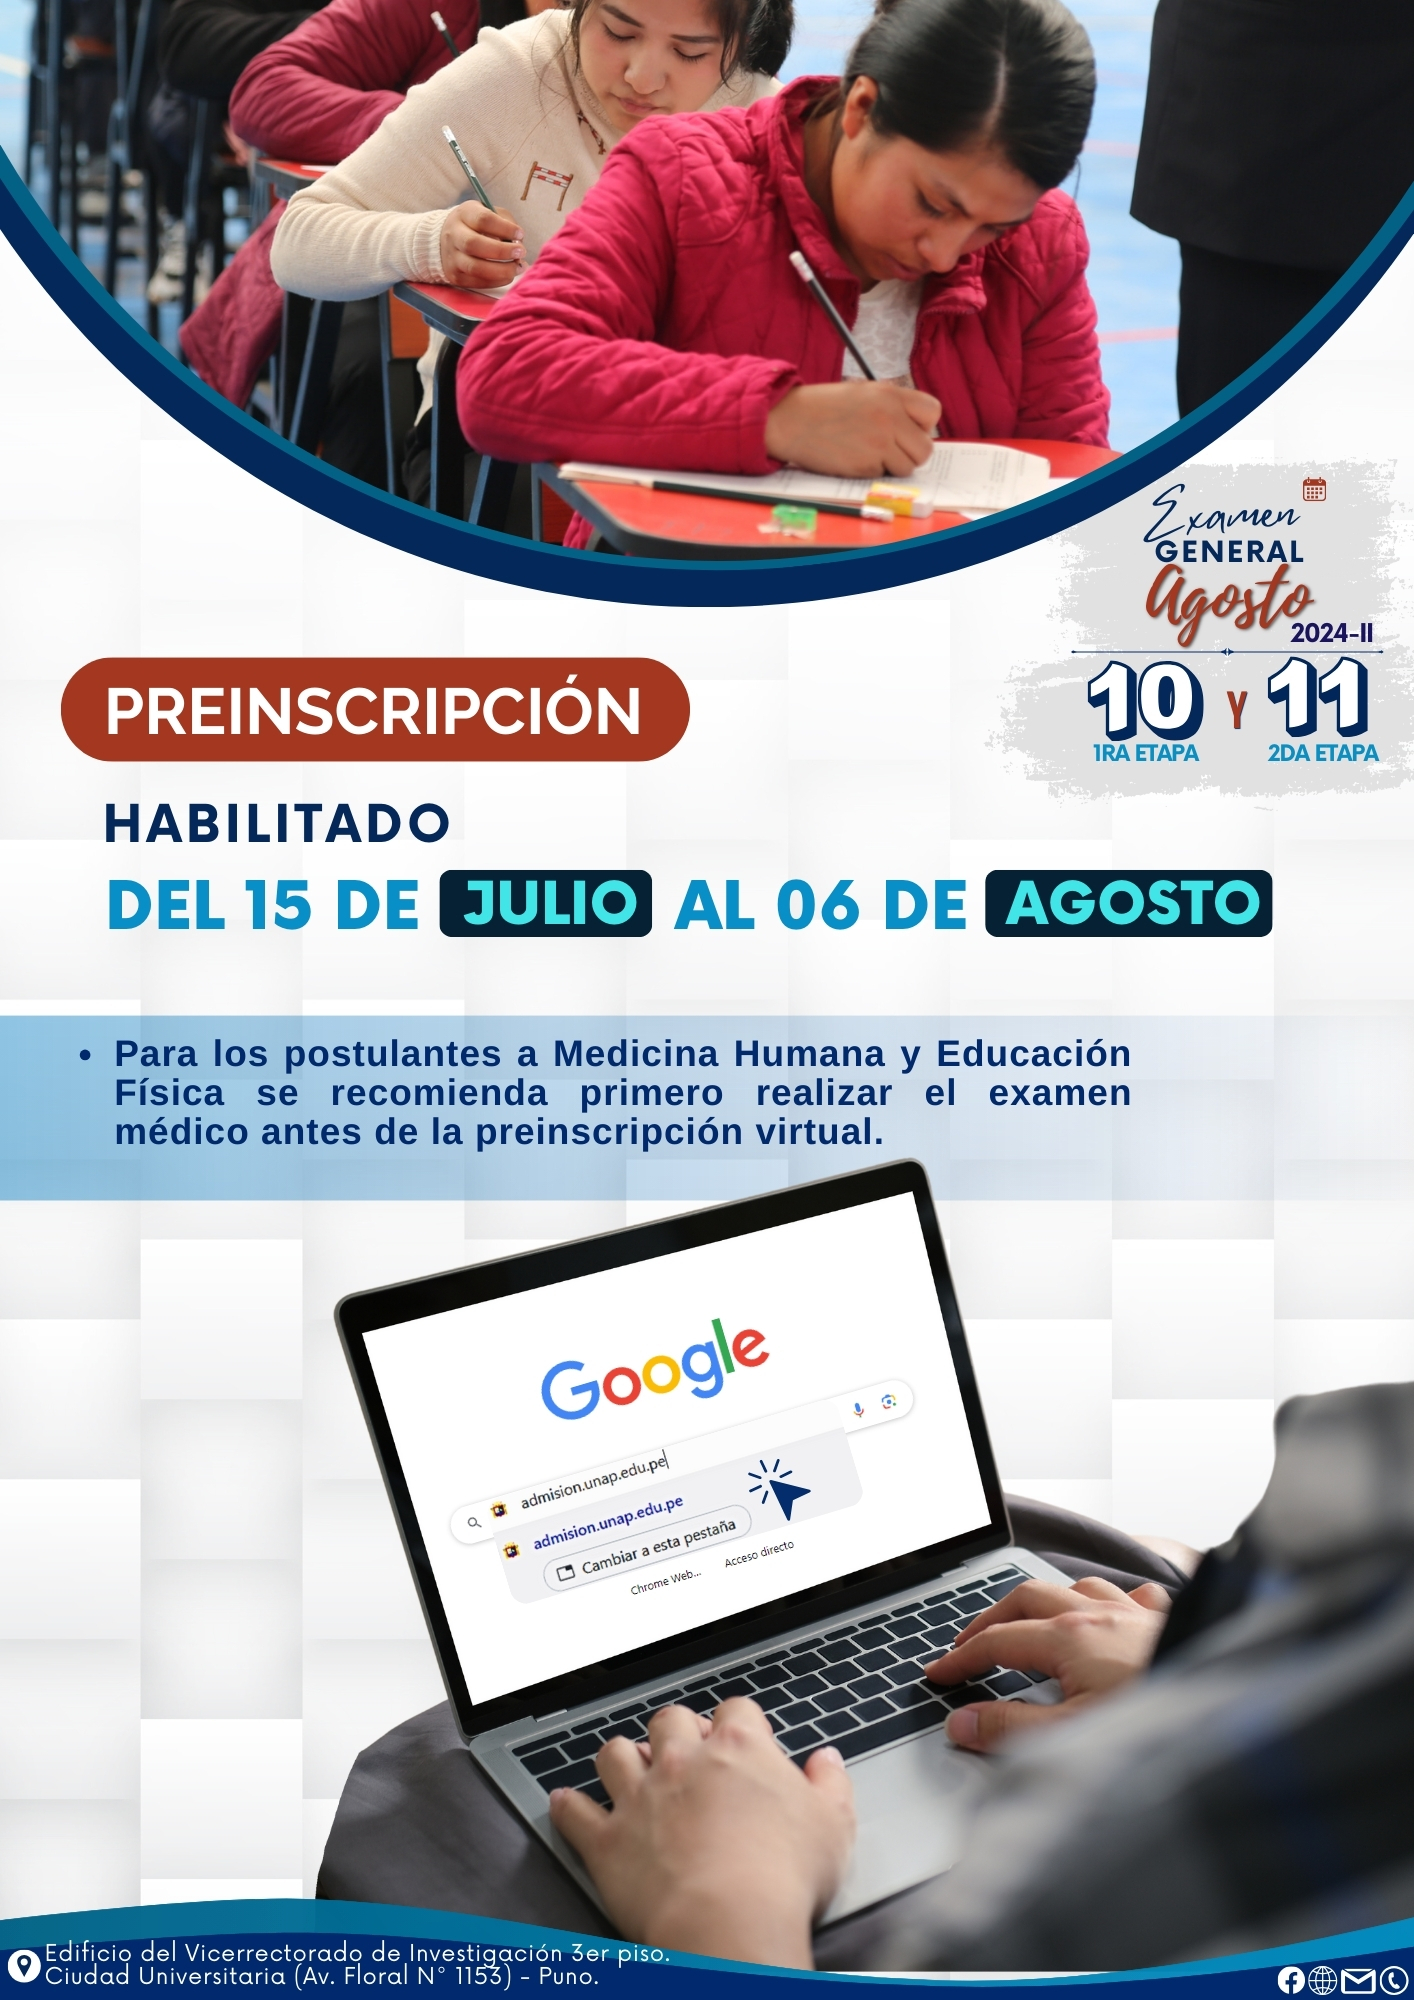 Examen
GENERAL
Agosto
2024-II
10 Y 11
1RA ETAPA 2DA ETAPA
PREINSCRIPCIÓN
HABILITADO
DEL 15 DE JULIO AL 06 DE AGOSTO
• Para los postulantes a Medicina Humana y Educación
Física se recomienda primero realizar el examen
médico antes de la preinscripción virtual.
Google
admision.unap.edu.pe
admision.unap.edu.pe
Cambiar a esta pestaña
Chrome Web... Acceso directo
Edificio del Vicerrectorado de Investigación 3er piso.
Ciudad Universitaria (Av. Floral N° 1153) - Puno.